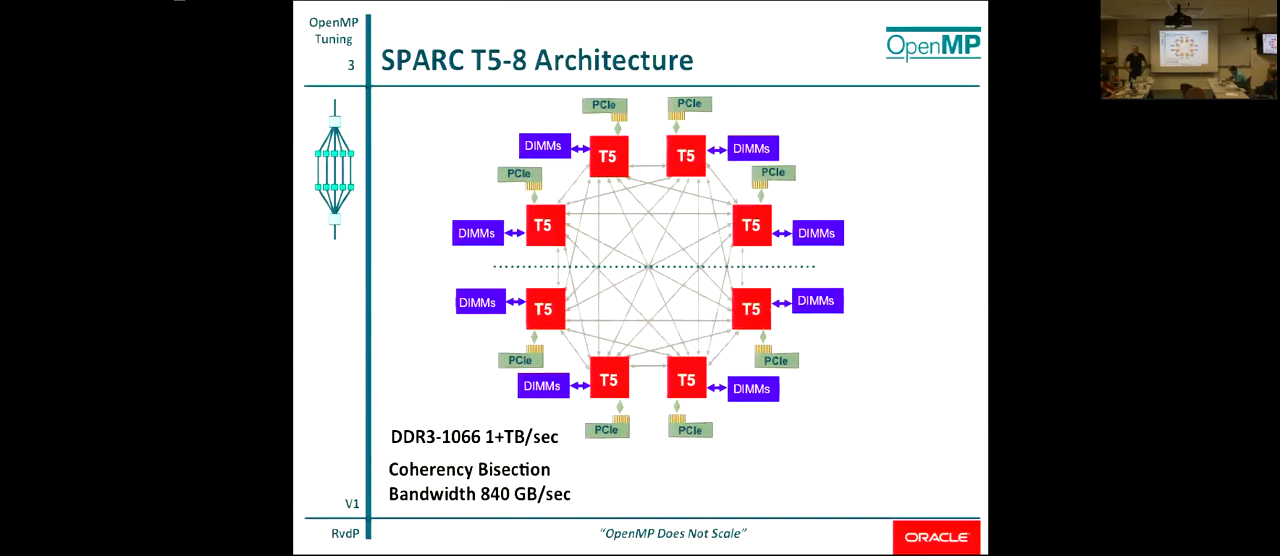 OpenMP
Tuning
3
SPARC T5-8 Architecture
OpenMP
PCIe
PCIe
DIMMs
T5
T5
DIMMs
PCIe
PCIe
DIMMs
T5
T5
DIMMs
DIMMs
T5
T5
DIMMs
PCIe
PCIe
DIMMs
T5
T5
DIMMs
PCIe
PCIe
DDR3-1066 1+TB/sec
Coherency Bisection
Bandwidth 840 GB/sec
V1
RvdP
"OpenMP Does Not Scale"
ORACLE